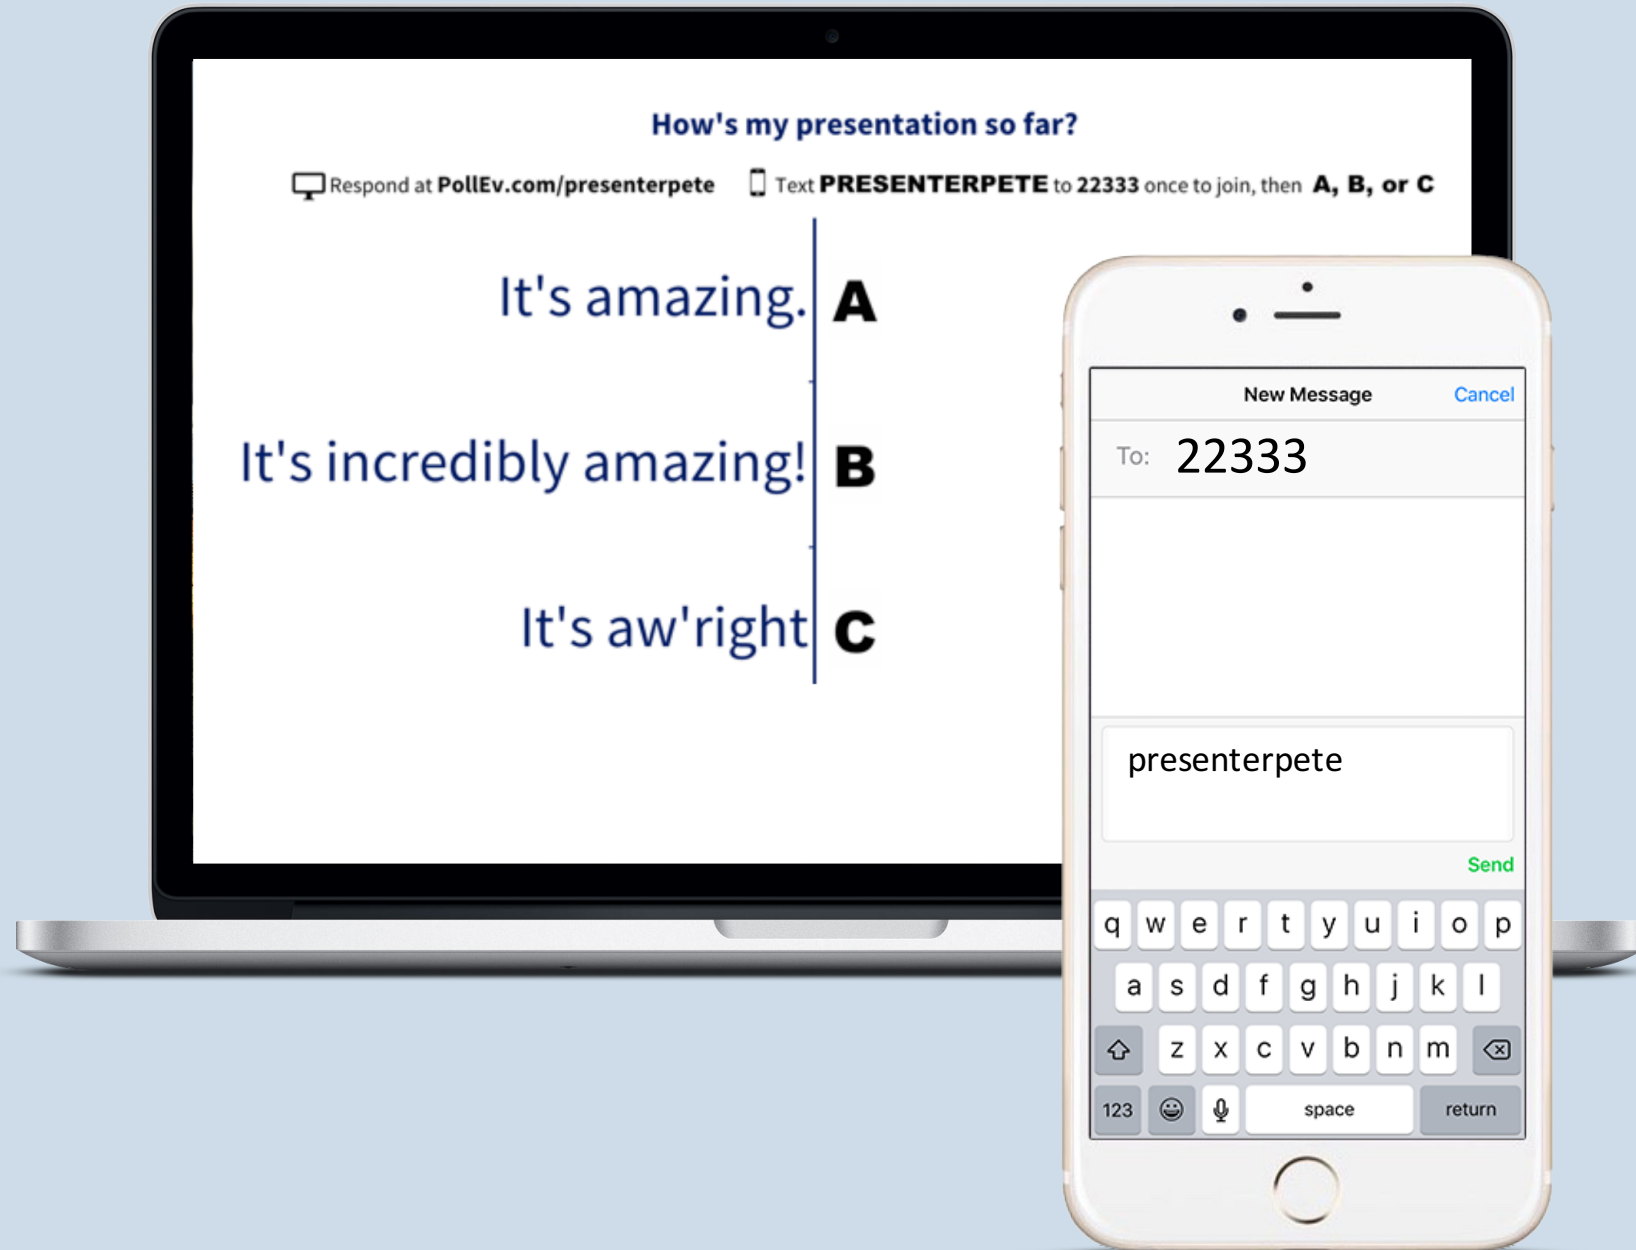 How's my presentation so far?
Respond at PollEv.com/presenterpete Text PRESENTERPETE to 22333 once to join, then A, B, or C
It's amazing. A
It's incredibly amazing! B
It's aw'right C
New Message Cancel
To: 22333
presenterpete
Send
q w e r t y u i o p
a s d f g h j k l
z x c v b n m
123 space return